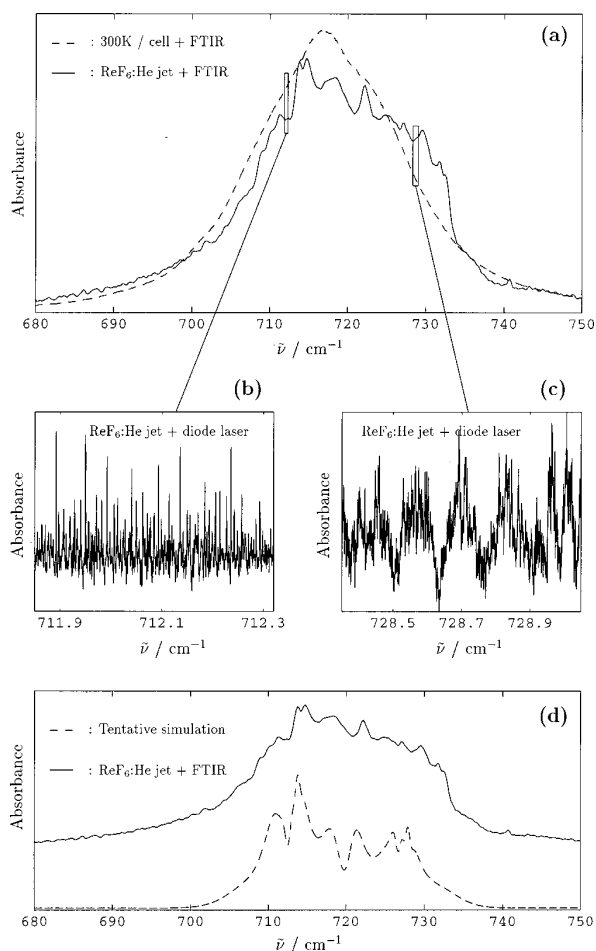 (a)
- - - : 300K / cell + FTIR
—— : ReF₆:He jet + FTIR
Absorbance
680 690 700 710 720 730 740 750
ν̃ / cm⁻¹
(b)
(c)
ReF₆:He jet + diode laser
ReF₆:He jet + diode laser
Absorbance
Absorbance
711.9 712.1 712.3
728.5 728.7 728.9
ν̃ / cm⁻¹
ν̃ / cm⁻¹
(d)
- - - : Tentative simulation
—— : ReF₆:He jet + FTIR
Absorbance
680 690 700 710 720 730 740 750
ν̃ / cm⁻¹